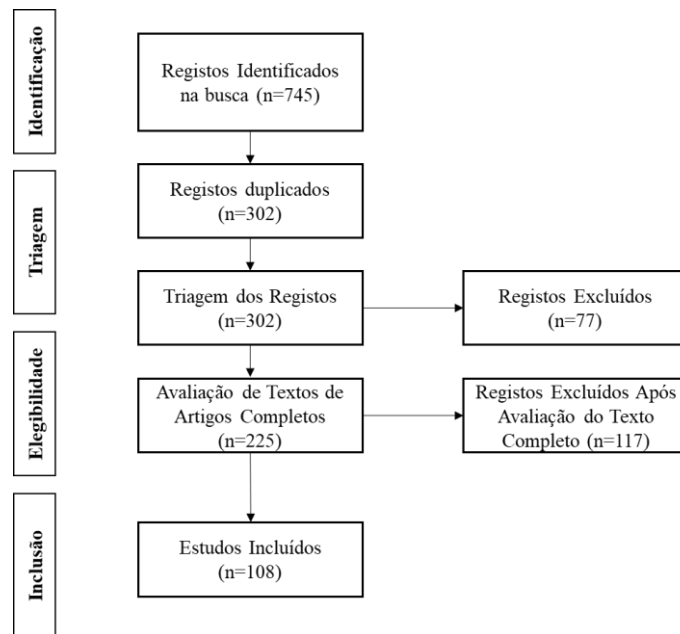 Identificação
Registos Identificados
na busca (n=745)
Triagem
Registos duplicados
(n=302)
Triagem dos Registos
(n=302)
Registos Excluídos
(n=77)
Elegibilidade
Avaliação de Textos de
Artigos Completos
(n=225)
Registos Excluídos Após
Avaliação do Texto
Completo (n=117)
Inclusão
Estudos Incluídos
(n=108)